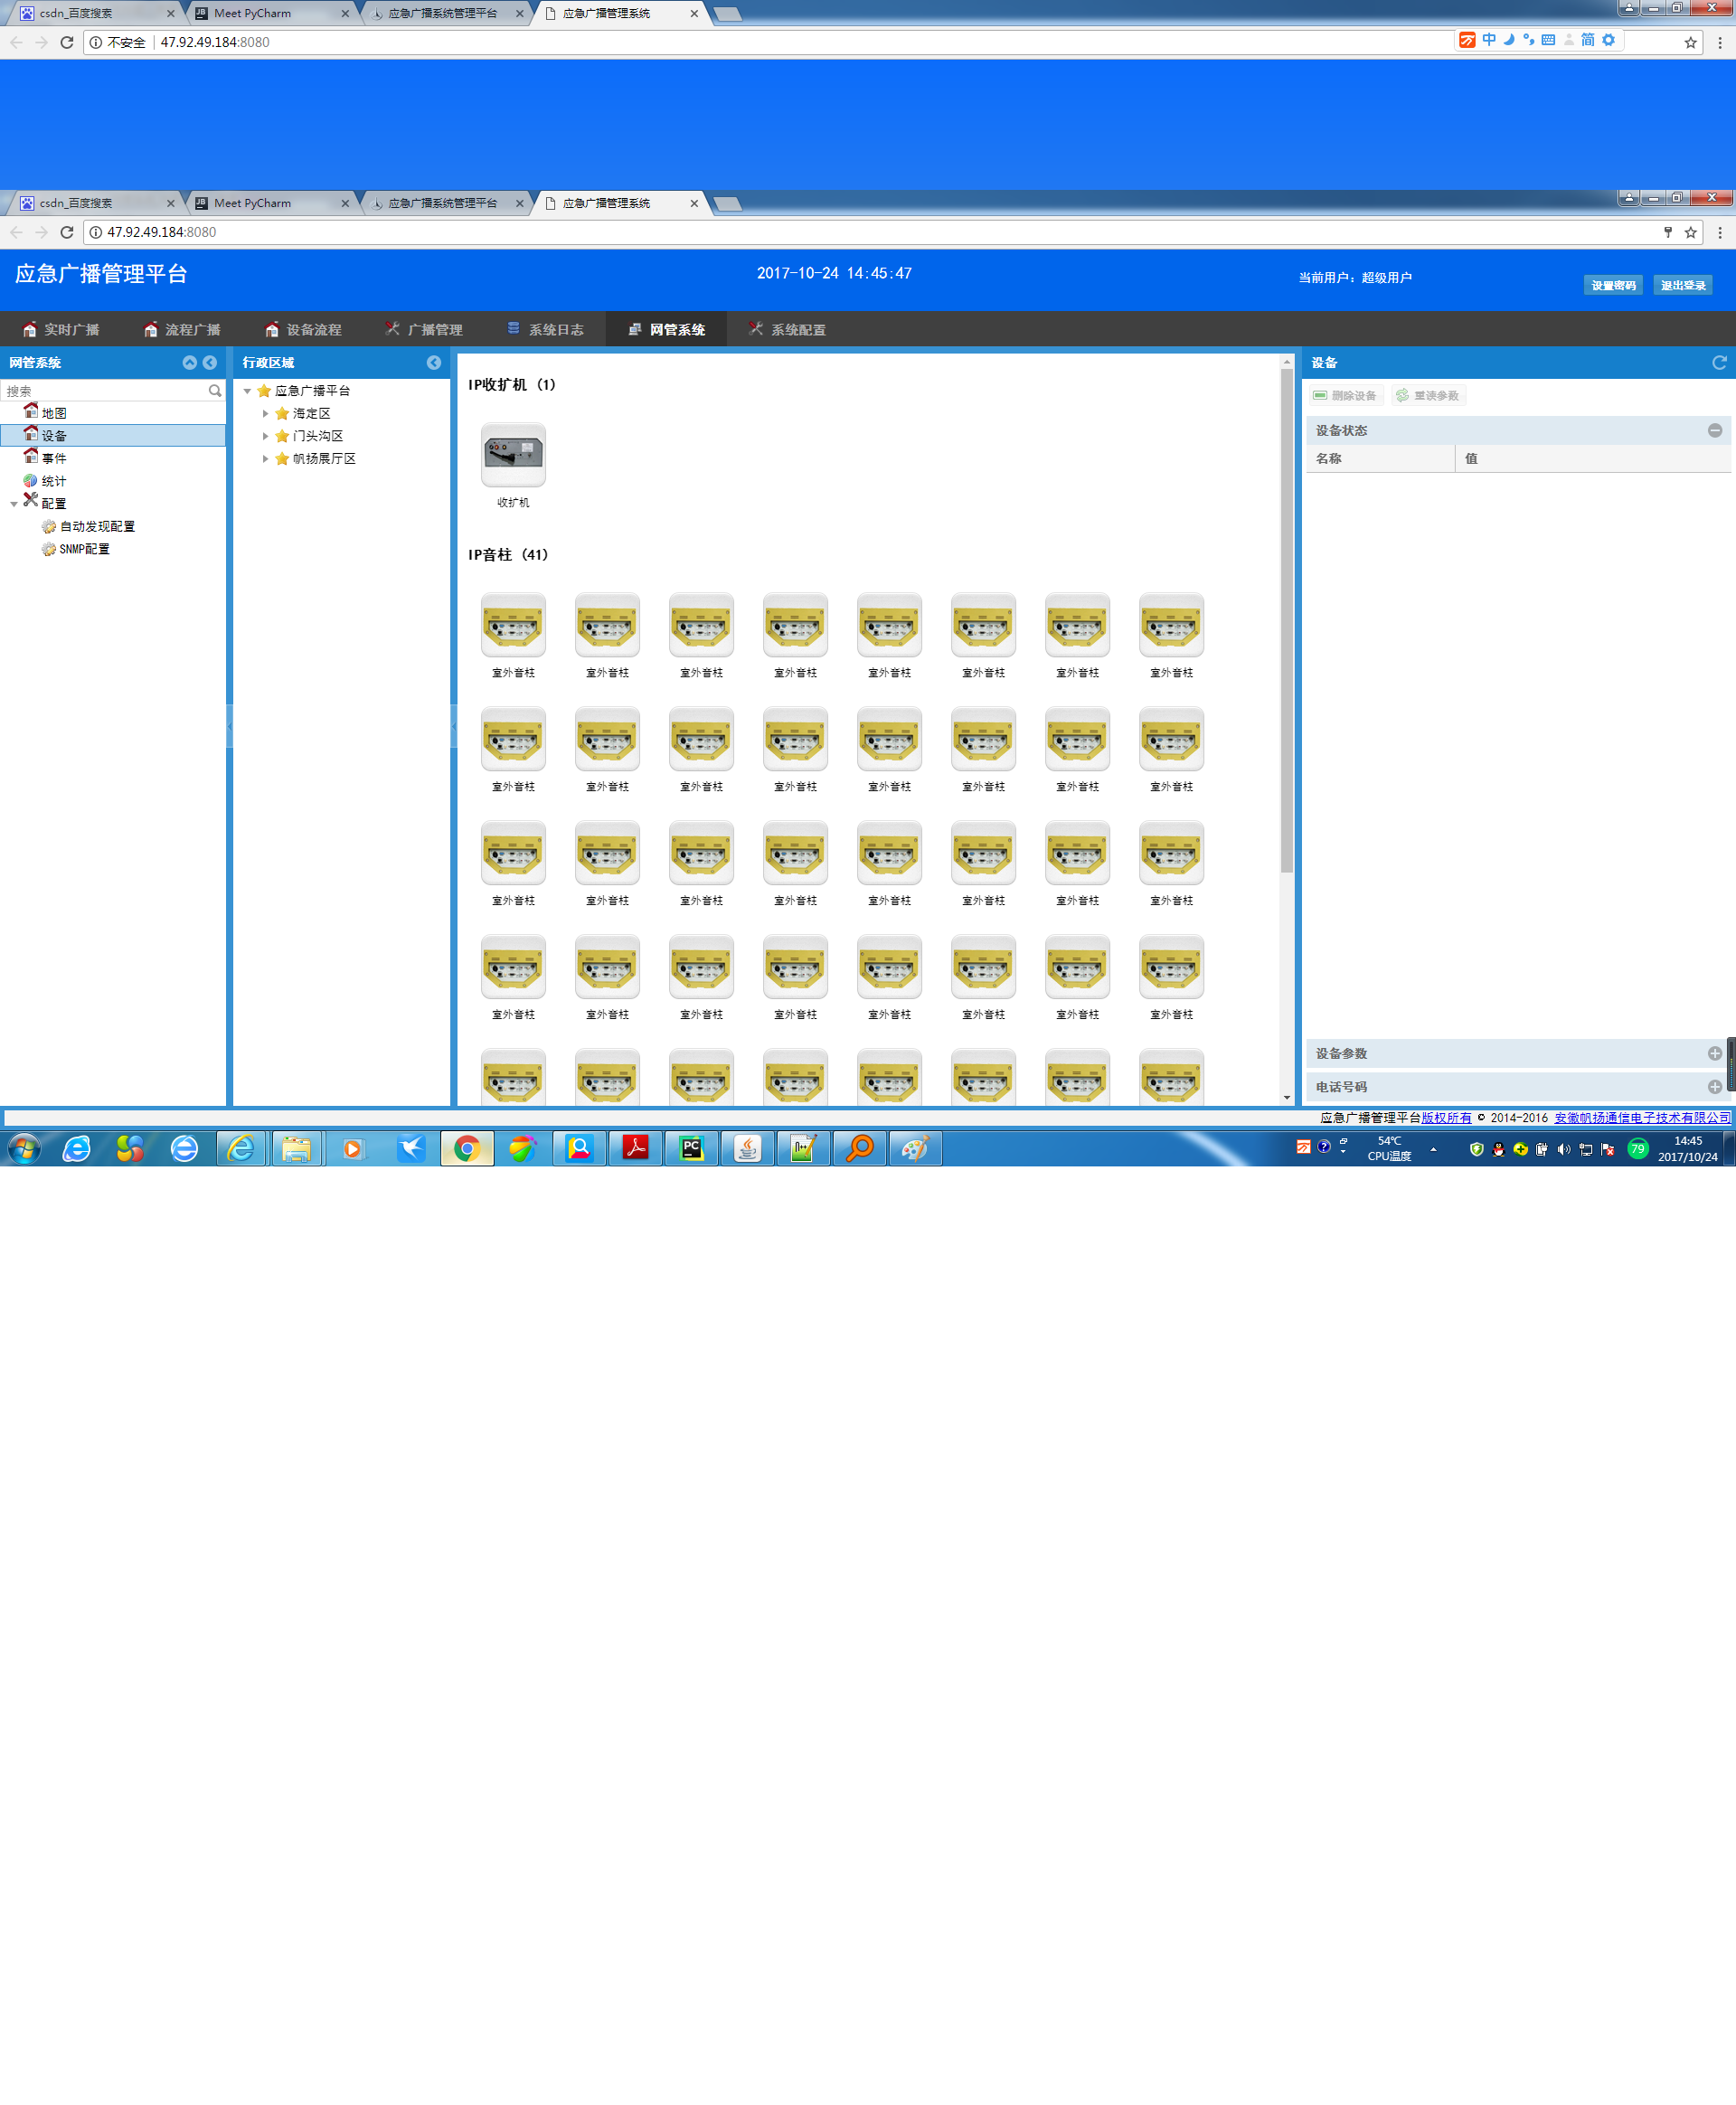 csdn_百度搜索
Meet PyCharm
应急广播系统管理平台
应急广播管理系统
不安全
47.92.49.184:8080
中
简
csdn_百度搜索
Meet PyCharm
应急广播系统管理平台
应急广播管理系统
47.92.49.184:8080
应急广播管理平台
2017-10-24 14:45:47
当前用户：超级用户
设置密码
退出登录
实时广播
流程广播
设备流程
广播管理
系统日志
网管系统
系统配置
网管系统
搜索
地图
设备
事件
统计
配置
自动发现配置
SNMP配置
行政区域
应急广播平台
海定区
门头沟区
帆扬展厅区
IP收扩机（1）
收扩机
IP音柱（41）
室外音柱 室外音柱 室外音柱 室外音柱 室外音柱 室外音柱 室外音柱 室外音柱
室外音柱 室外音柱 室外音柱 室外音柱 室外音柱 室外音柱 室外音柱 室外音柱
室外音柱 室外音柱 室外音柱 室外音柱 室外音柱 室外音柱 室外音柱 室外音柱
室外音柱 室外音柱 室外音柱 室外音柱 室外音柱 室外音柱 室外音柱 室外音柱
设备
删除设备
重读参数
设备状态
名称
值
设备参数
电话号码
应急广播管理平台版权所有 © 2014-2016 安徽帆扬通信电子技术有限公司
PC
54℃
CPU温度
79
14:45
2017/10/24